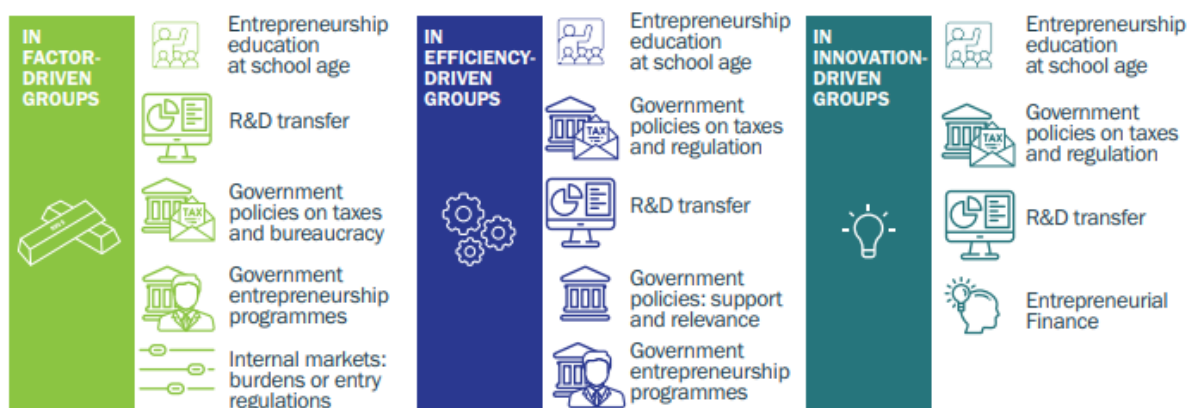 IN
FACTOR-
DRIVEN
GROUPS
Entrepreneurship
education
at school age
R&D transfer
TAX
Government
policies on taxes
and bureaucracy
Government
entrepreneurship
programmes
Internal markets:
burdens or entry
regulations
IN
EFFICIENCY-
DRIVEN
GROUPS
Entrepreneurship
education
at school age
TAX
Government
policies on taxes
and regulation
R&D transfer
Government
policies: support
and relevance
Government
entrepreneurship
programmes
IN
INNOVATION-
DRIVEN
GROUPS
Entrepreneurship
education
at school age
TAX
Government
policies on taxes
and regulation
R&D transfer
Entrepreneurial
Finance